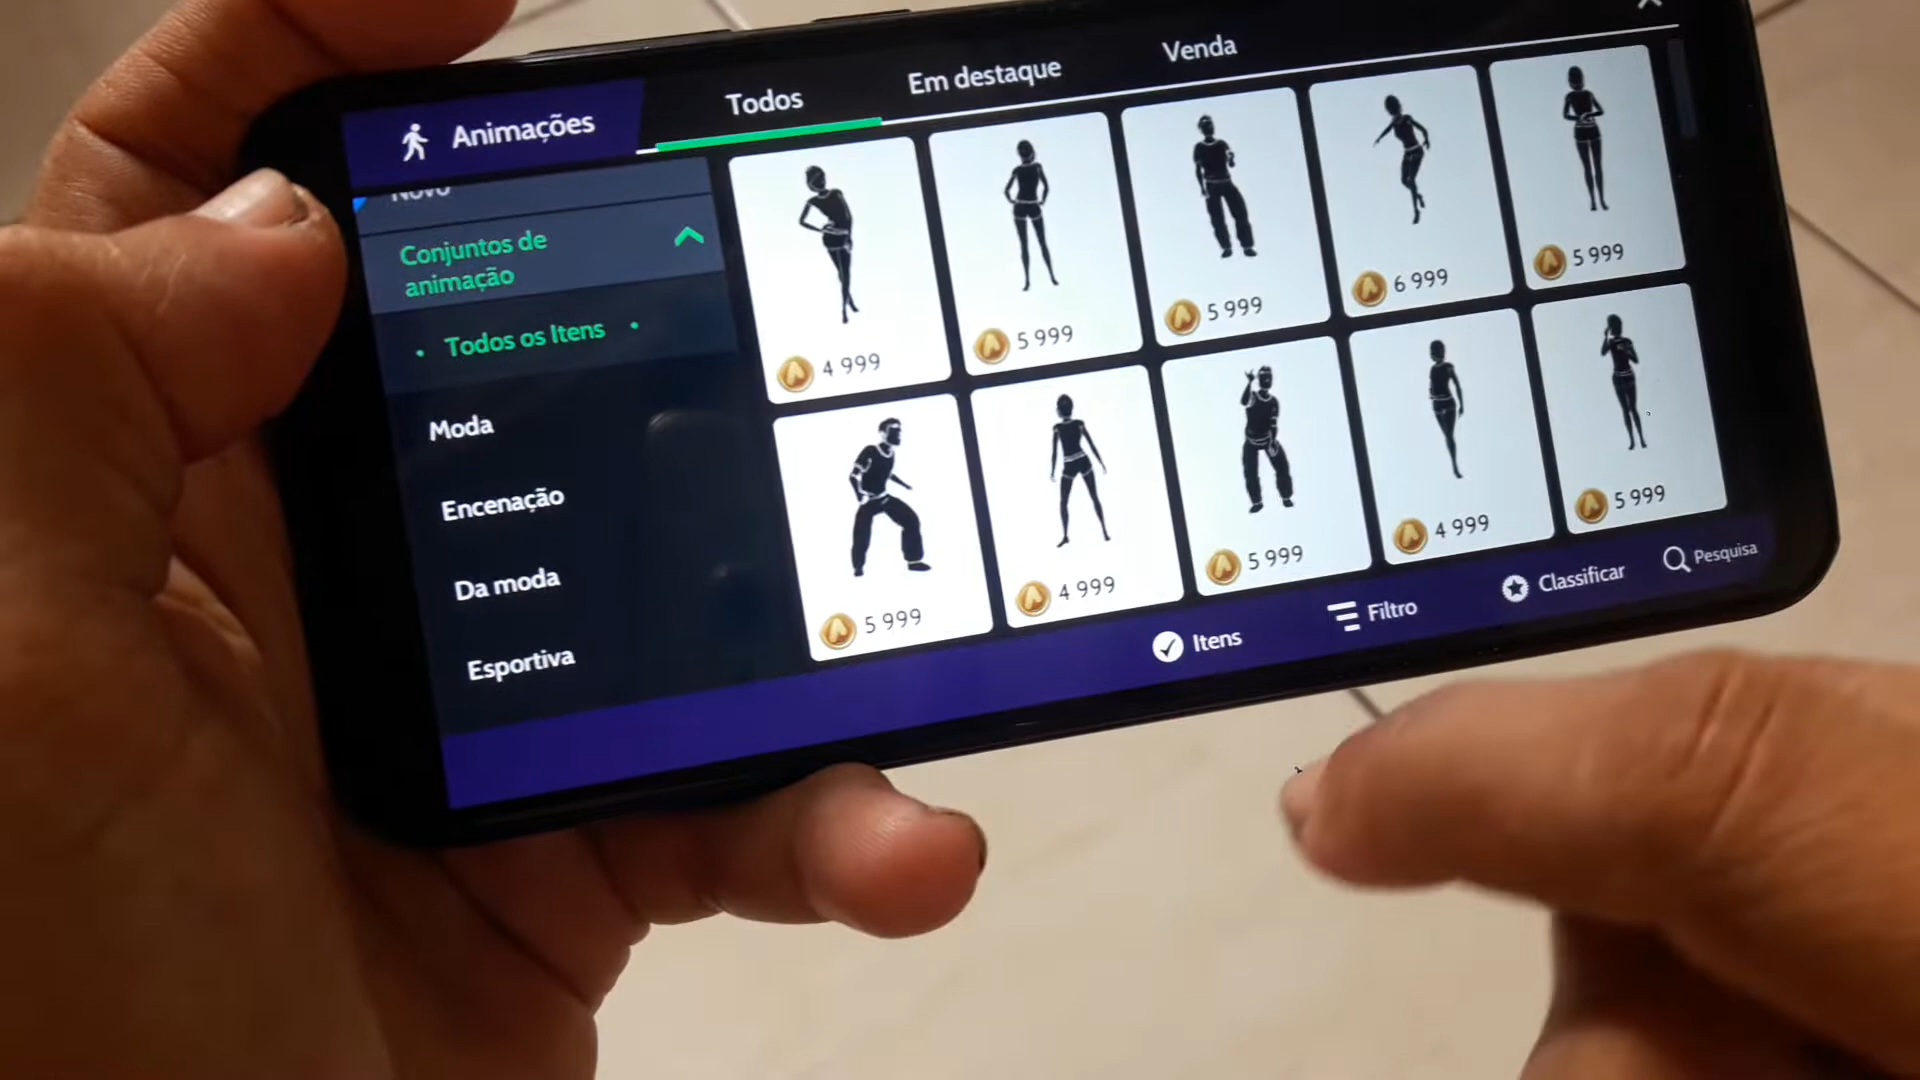 Animações
Todos
Em destaque
Venda
Novo
Conjuntos de
animação
• Todos os Itens •
Moda
Encenação
Da moda
Esportiva
4 999
5 999
5 999
6 999
5 999
5 999
4 999
5 999
4 999
5 999
Itens
Filtro
Classificar
Pesquisa